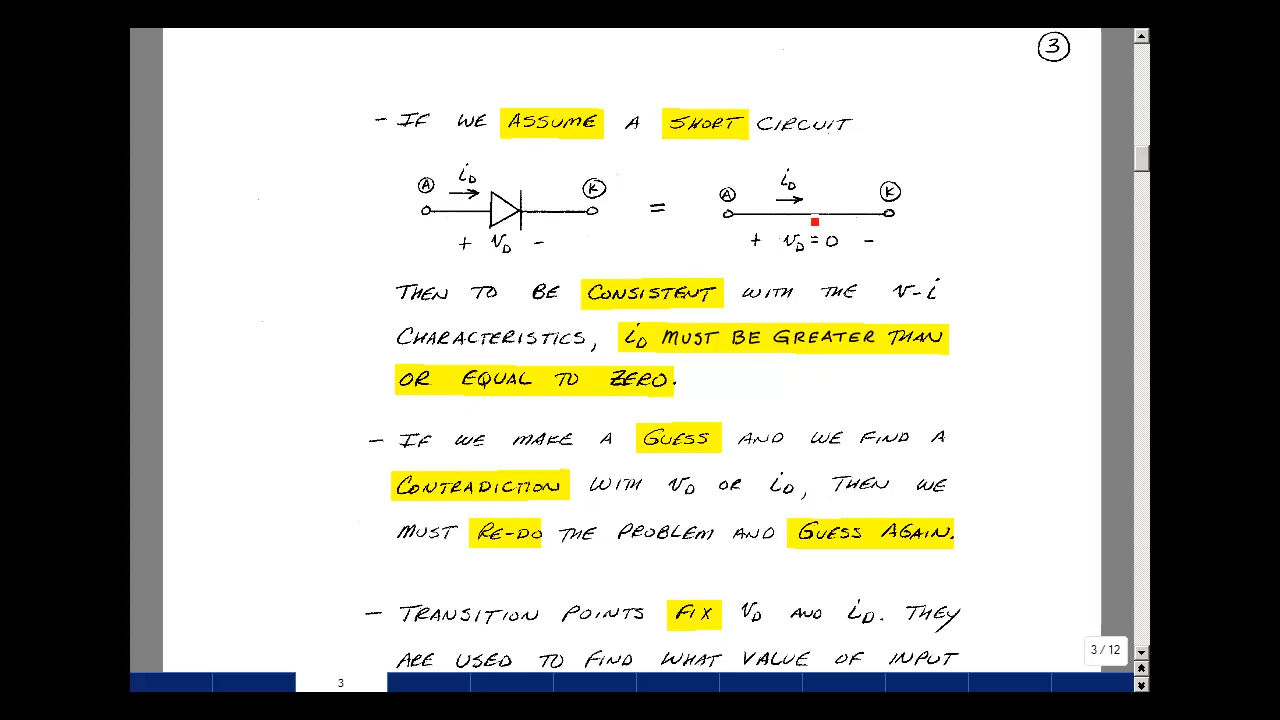 3
- IF WE ASSUME A SHORT CIRCUIT
A iD K = A iD K
+ VD - + VD = 0 -
THEN TO BE CONSISTENT WITH THE V-i
CHARACTERISTICS, iD MUST BE GREATER THAN
OR EQUAL TO ZERO.
- IF WE MAKE A GUESS AND WE FIND A
CONTRADICTION WITH VD OR iD, THEN WE
MUST RE-DO THE PROBLEM AND GUESS AGAIN.
- TRANSITION POINTS FIX VD AND iD. THEY
ARE USED TO FIND WHAT VALUE OF INPUT
3 / 12
3